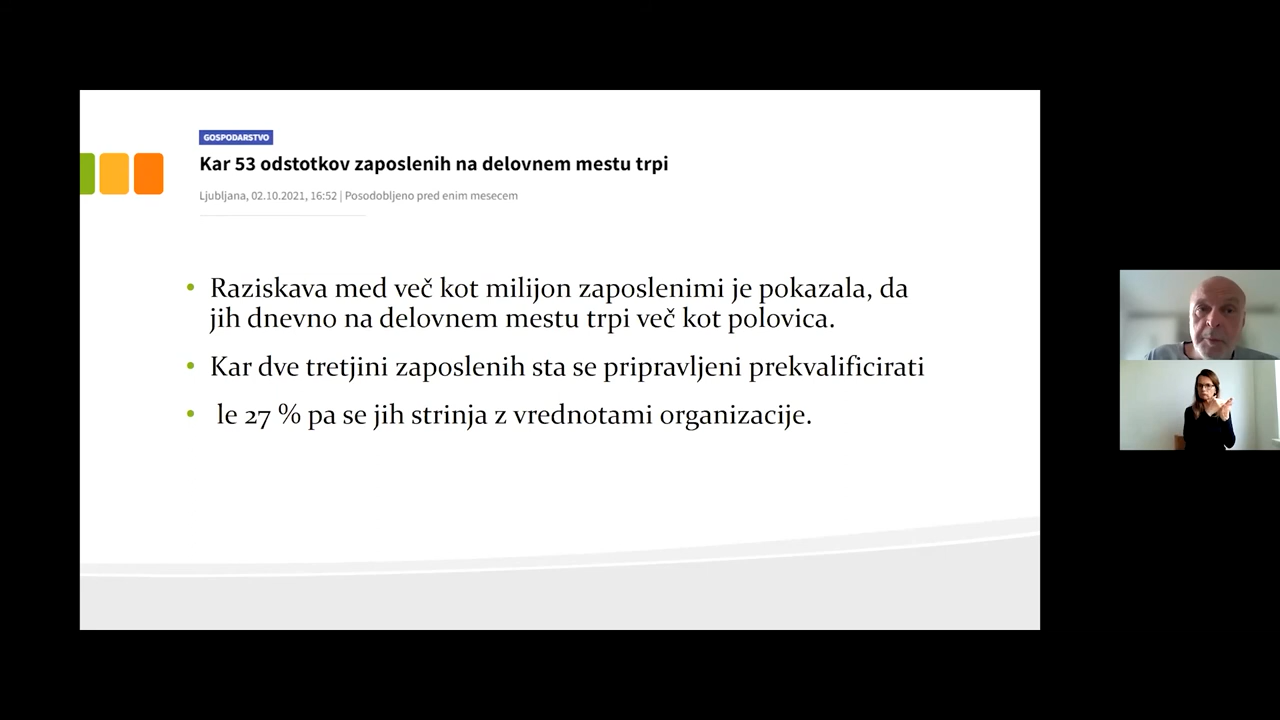 GOSPODARSTVO
Kar 53 odstotkov zaposlenih na delovnem mestu trpi
Ljubljana, 02.10.2021, 16:52 | Posodobljeno pred enim mesecem
• Raziskava med več kot milijon zaposlenimi je pokazala, da
jih dnevno na delovnem mestu trpi več kot polovica.
• Kar dve tretjini zaposlenih sta se pripravljeni prekvalificirati
• le 27 % pa se jih strinja z vrednotami organizacije.